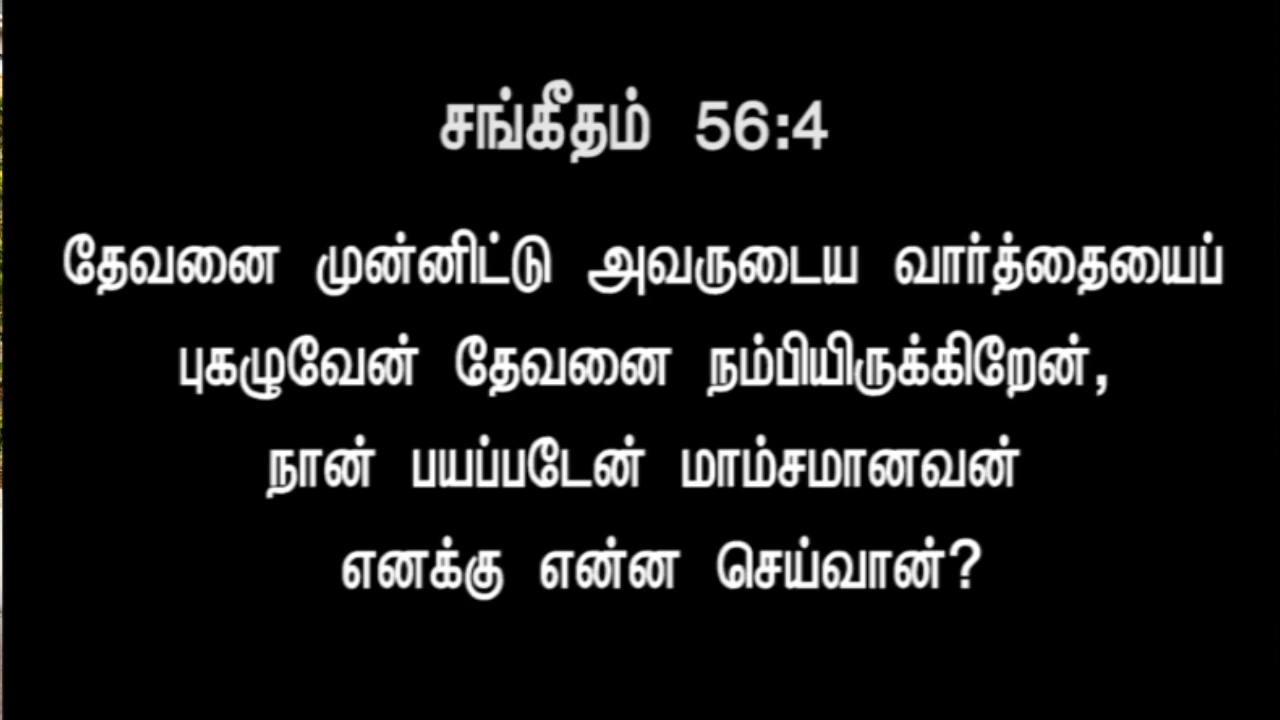 சங்கீதம் 56:4
தேவனை முன்னிட்டு அவருடைய வார்த்தையைப்
புகழுவேன் தேவனை நம்பியிருக்கிறேன்,
நான் பயப்படேன் மாம்சமானவன்
எனக்கு என்ன செய்வான்?